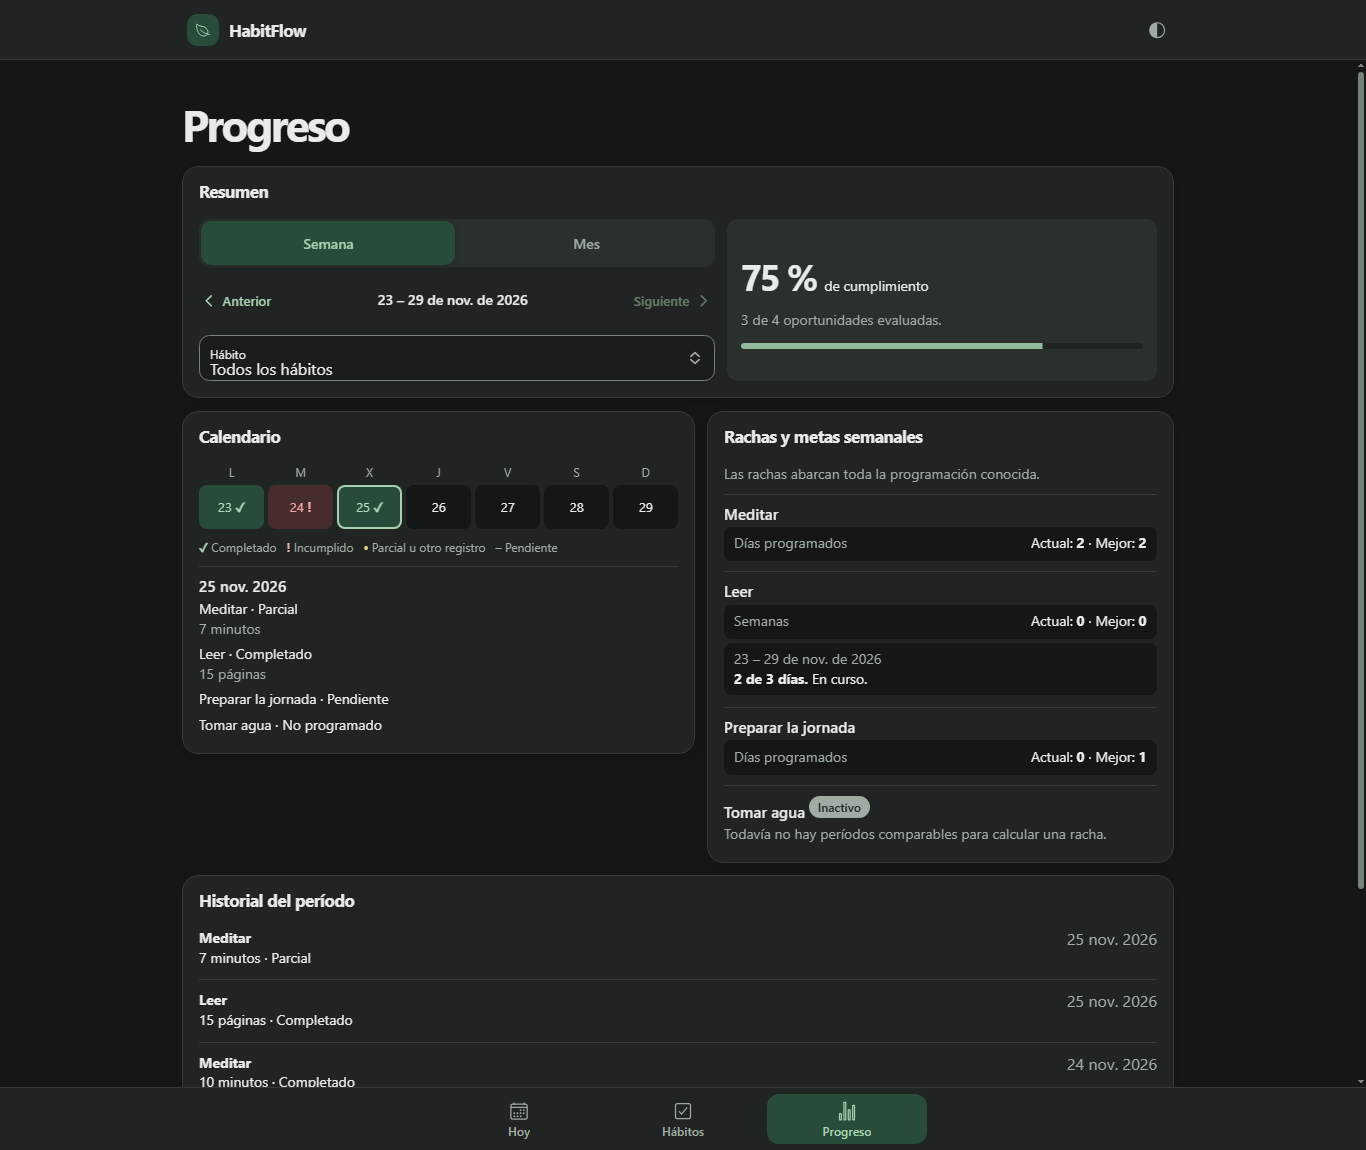 HabitFlow
Progreso
Resumen
Semana
Mes
Anterior
23 – 29 de nov. de 2026
Siguiente
Hábito
Todos los hábitos
75 % de cumplimiento
3 de 4 oportunidades evaluadas.
Calendario
L M X J V S D
23 ✓ 24 ! 25 ✓ 26 27 28 29
✓ Completado ! Incumplido • Parcial u otro registro – Pendiente
25 nov. 2026
Meditar · Parcial
7 minutos
Leer · Completado
15 páginas
Preparar la jornada · Pendiente
Tomar agua · No programado
Rachas y metas semanales
Las rachas abarcan toda la programación conocida.
Meditar
Días programados Actual: 2 · Mejor: 2
Leer
Semanas Actual: 0 · Mejor: 0
23 – 29 de nov. de 2026
2 de 3 días. En curso.
Preparar la jornada
Días programados Actual: 0 · Mejor: 1
Tomar agua Inactivo
Todavía no hay períodos comparables para calcular una racha.
Historial del período
Meditar 25 nov. 2026
7 minutos · Parcial
Leer 25 nov. 2026
15 páginas · Completado
Meditar 24 nov. 2026
10 minutos · Completado
Hoy
Hábitos
Progreso